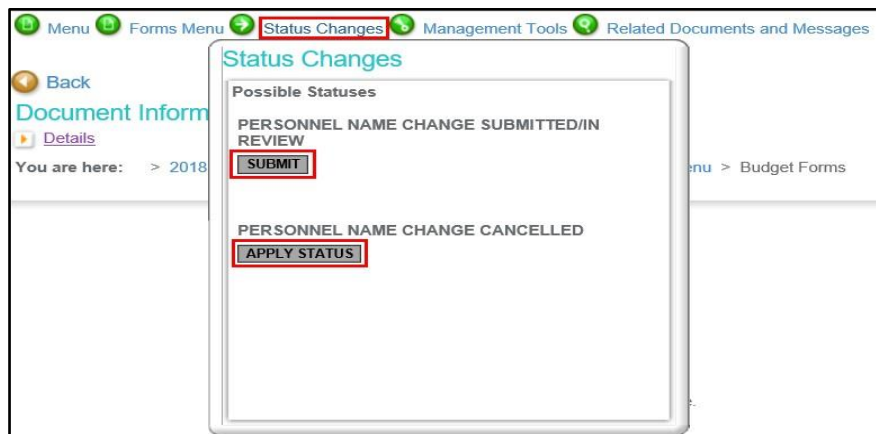 Menu Forms Menu Status Changes Management Tools Related Documents and Messages
Status Changes
Back
Possible Statuses
Document Inform
PERSONNEL NAME CHANGE SUBMITTED/IN
REVIEW
Details
SUBMIT
You are here: > 2018 enu > Budget Forms
PERSONNEL NAME CHANGE CANCELLED
APPLY STATUS
e.